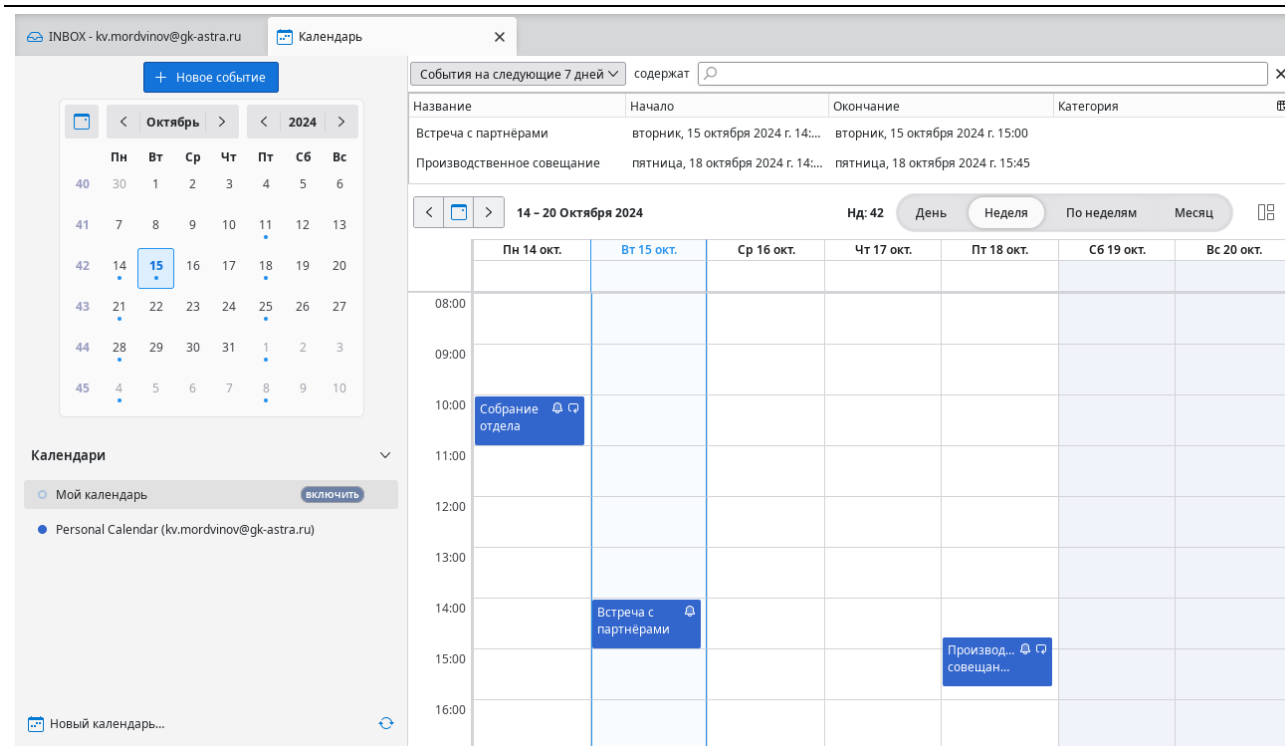 INBOX - kv.mordvinov@gk-astra.ru
Календарь
+ Новое событие
Октябрь 2024
Пн Вт Ср Чт Пт Сб Вс
40 30 1 2 3 4 5 6
41 7 8 9 10 11 12 13
42 14 15 16 17 18 19 20
43 21 22 23 24 25 26 27
44 28 29 30 31 1 2 3
45 4 5 6 7 8 9 10
Календари
Мой календарь ВКЛЮЧИТЬ
Personal Calendar (kv.mordvinov@gk-astra.ru)
Новый календарь...
События на следующие 7 дней содержат
Название Начало Окончание Категория
Встреча с партнёрами вторник, 15 октября 2024 г. 14:... вторник, 15 октября 2024 г. 15:00
Производственное совещание пятница, 18 октября 2024 г. 14:... пятница, 18 октября 2024 г. 15:45
14 – 20 Октября 2024 Нд: 42 День Неделя По неделям Месяц
Пн 14 окт. Вт 15 окт. Ср 16 окт. Чт 17 окт. Пт 18 окт. Сб 19 окт. Вс 20 окт.
08:00
09:00
10:00
Собрание
отдела
11:00
12:00
13:00
14:00
Встреча с
партнёрами
Производ...
совещан...
15:00
16:00